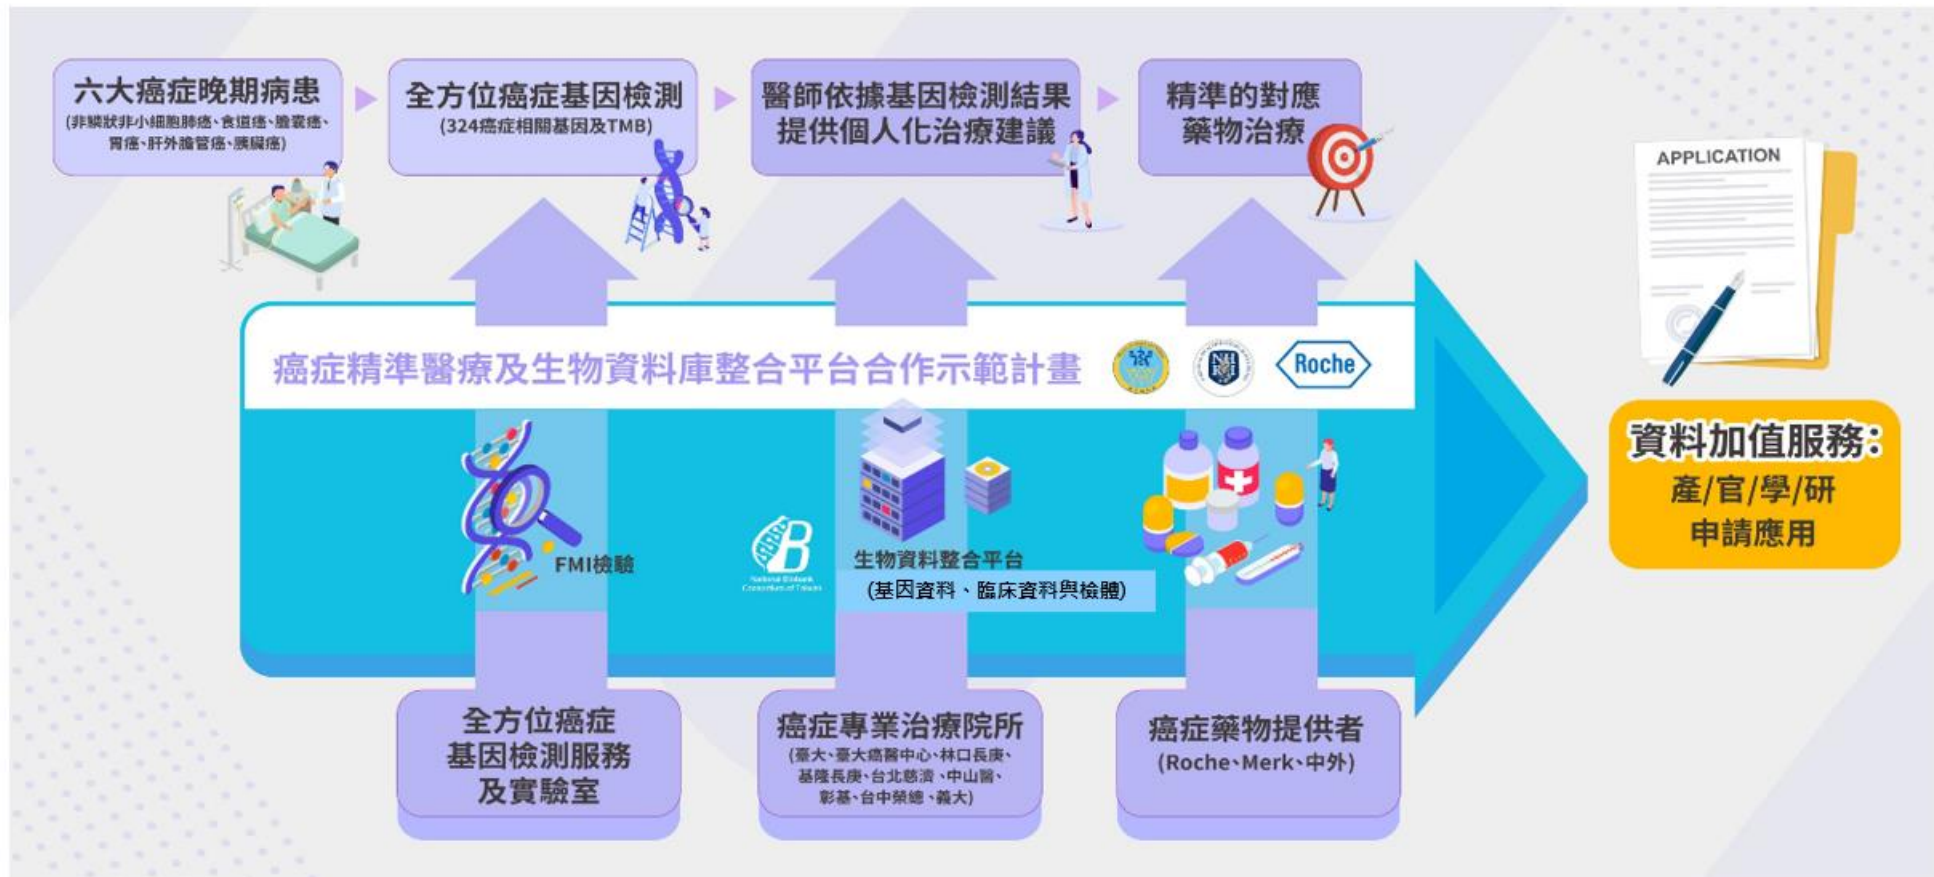 六大癌症晚期病患
(非鱗狀非小細胞肺癌、食道癌、膽囊癌、
胃癌、肝外膽管癌、胰臟癌)
全方位癌症基因檢測
(324癌症相關基因及TMB)
醫師依據基因檢測結果
提供個人化治療建議
精準的對應
藥物治療
APPLICATION
癌症精準醫療及生物資料庫整合平台合作示範計畫
NHRI
Roche
FMI檢驗
B
National Biobank
Consortium of Taiwan
生物資料整合平台
(基因資料、臨床資料與檢體)
資料加值服務:
產/官/學/研
申請應用
全方位癌症
基因檢測服務
及實驗室
癌症專業治療院所
(臺大、臺大癌醫中心、林口長庚、
基隆長庚、台北慈濟、中山醫、
彰基、台中榮總、義大)
癌症藥物提供者
(Roche、Merk、中外)